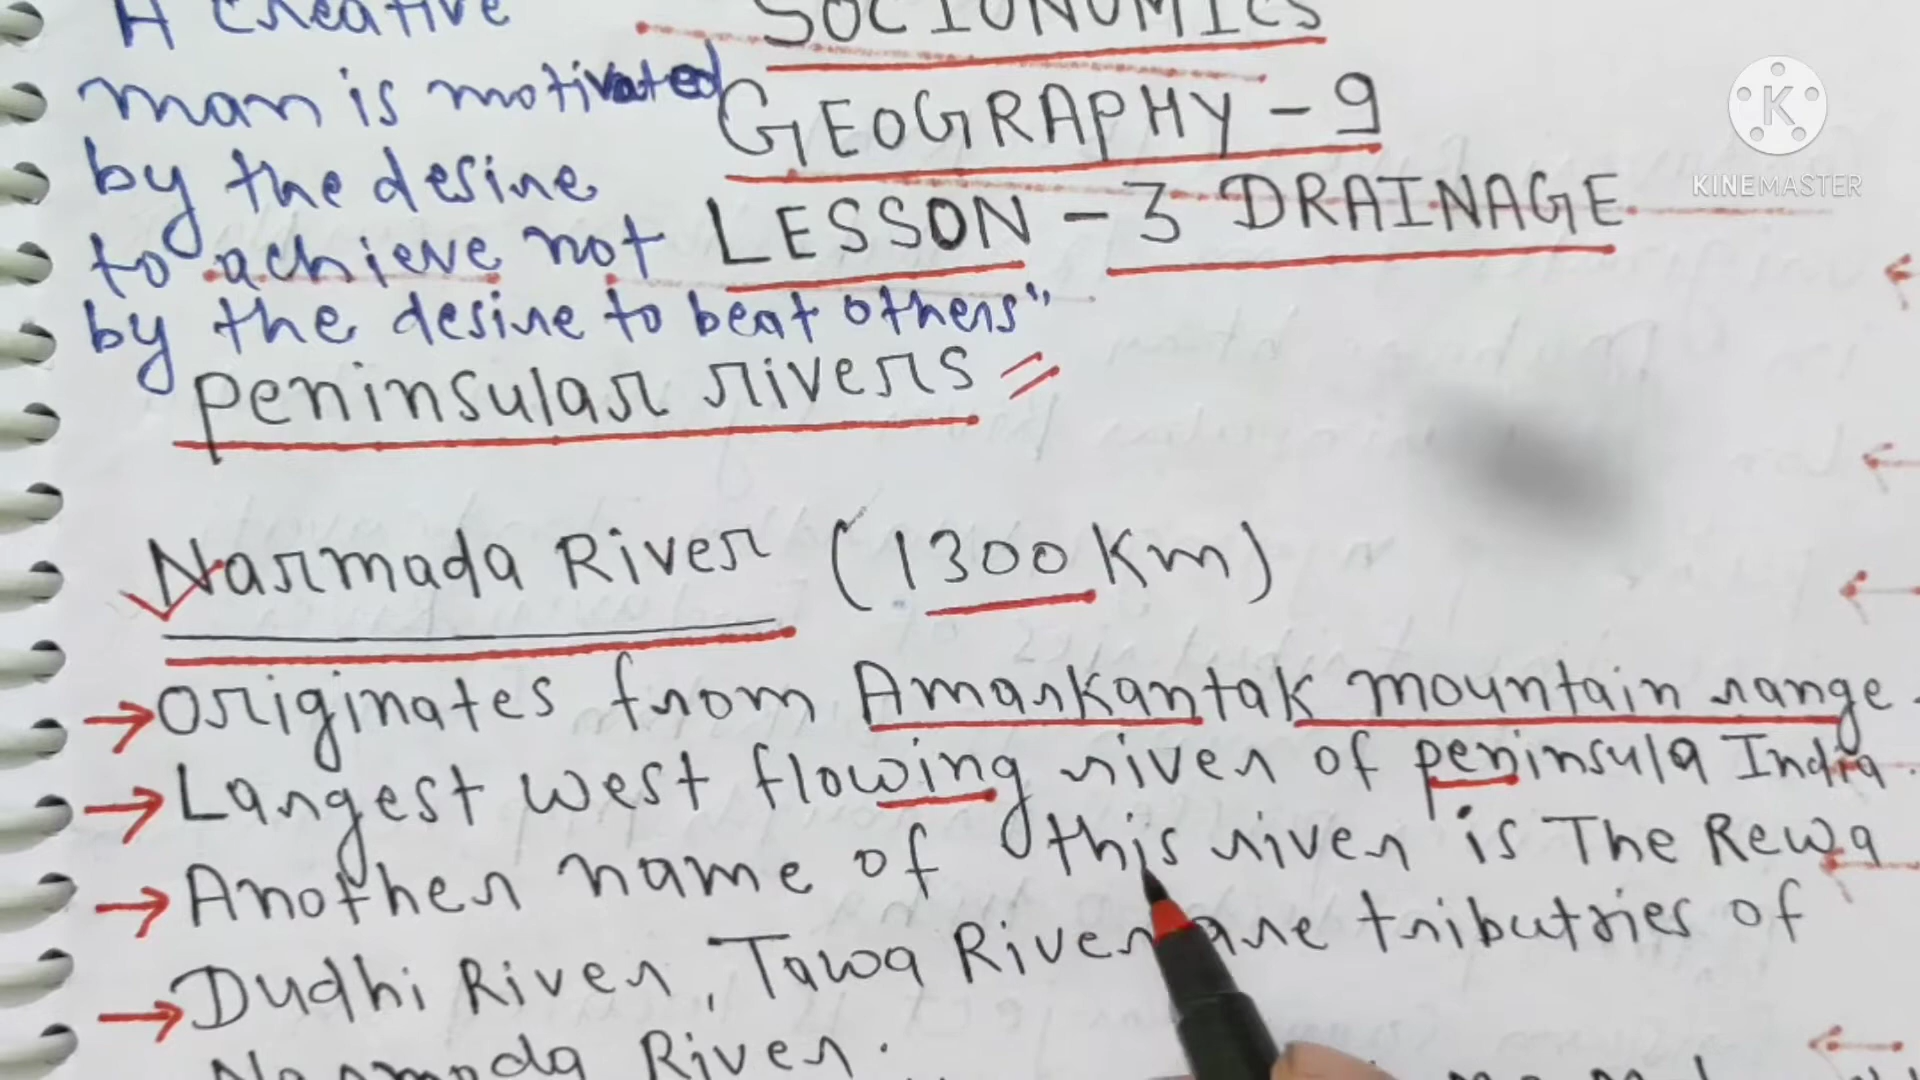 A creative
man is motivated
by the desire
to achieve not
by the desire to beat others"
SOCIONOMICS
GEOGRAPHY - 9
LESSON - 3 DRAINAGE
Peninsular rivers
Narmada River (1300 Km)
→ Originates from Amarkantak mountain range.
→ Largest west flowing river of peninsula India.
→ Another name of this river is The Rewa
→ Dudhi River, Tawa River are tributries of
Narmada River.
K
KINEMASTER